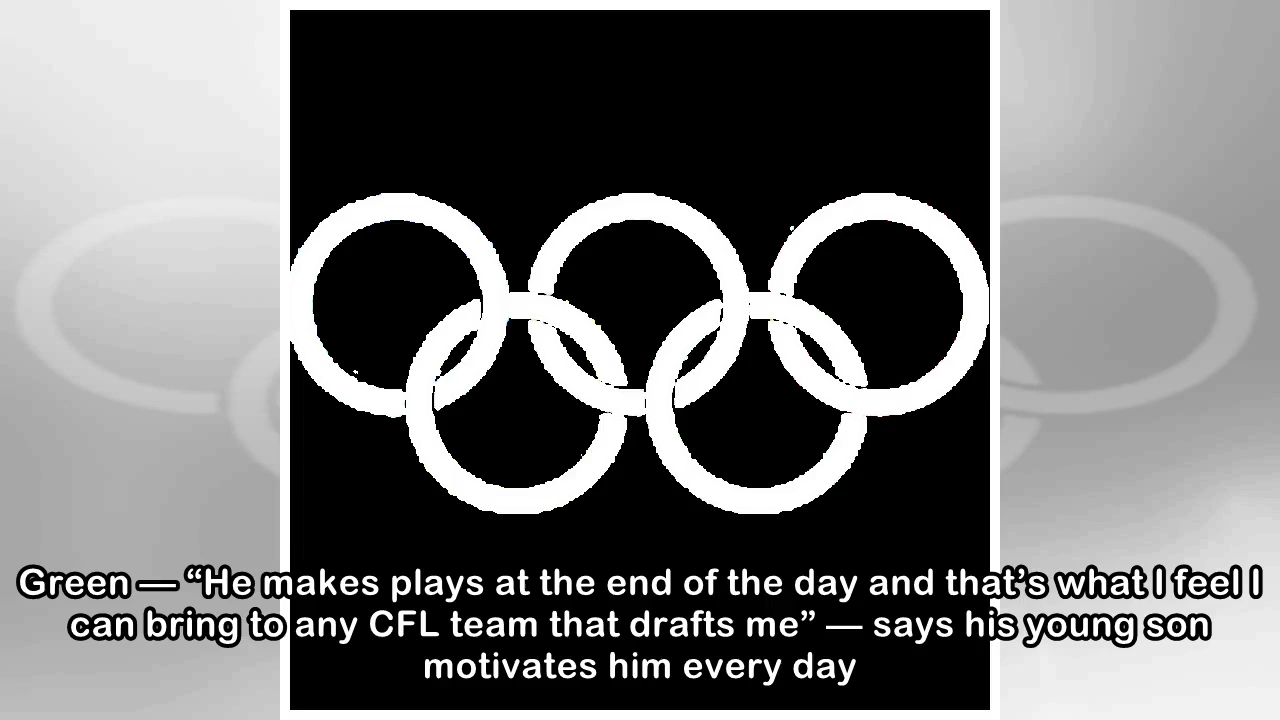 Green — “He makes plays at the end of the day and that’s what I feel I
can bring to any CFL team that drafts me” — says his young son
motivates him every day